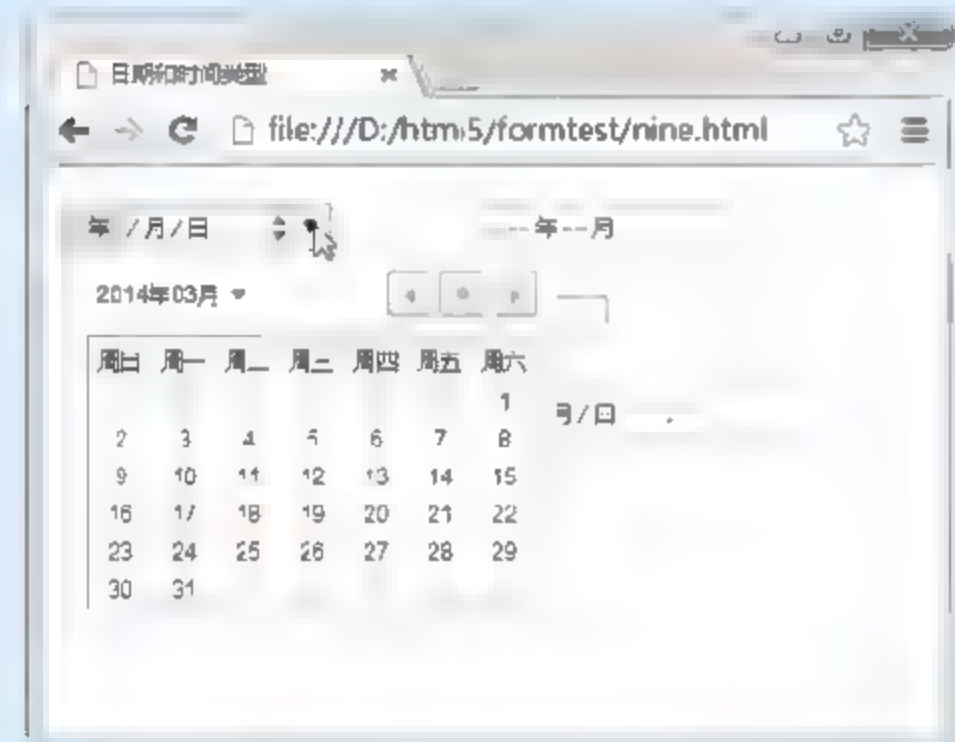 日期和时间类型
file:///D:/html5/formtest/nine.html
年 /月/日 --年--月
2014年03月
周日 周一 周二 周三 周四 周五 周六
1
月/日
2 3 4 5 6 7 8
9 10 11 12 13 14 15
16 17 18 19 20 21 22
23 24 25 26 27 28 29
30 31